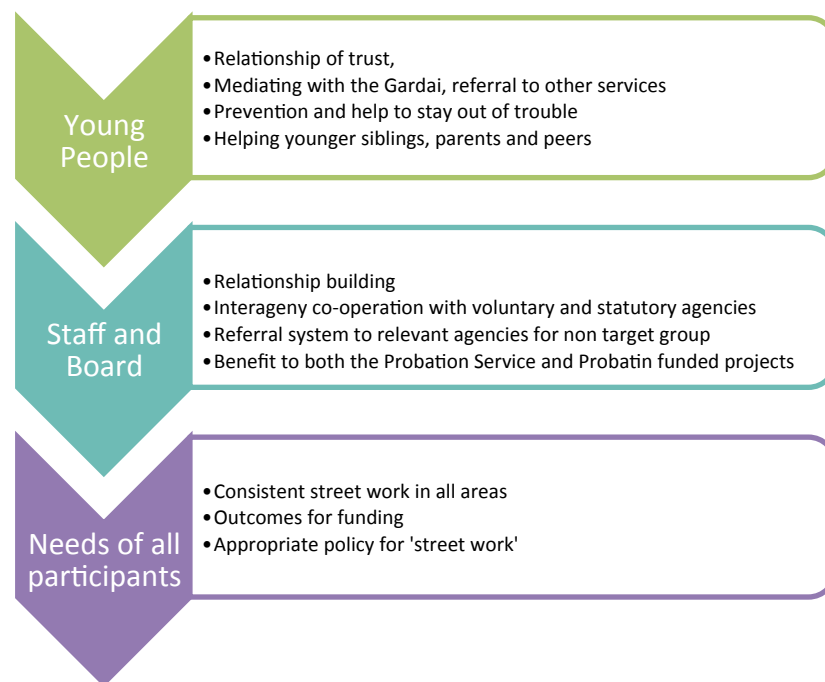 Young
People
•Relationship of trust,
•Mediating with the Gardai, referral to other services
•Prevention and help to stay out of trouble
•Helping younger siblings, parents and peers
Staff and
Board
•Relationship building
•Interageny co-operation with voluntary and statutory agencies
•Referral system to relevant agencies for non target group
•Benefit to both the Probation Service and Probatin funded projects
Needs of all
participants
•Consistent street work in all areas
•Outcomes for funding
•Appropriate policy for 'street work'